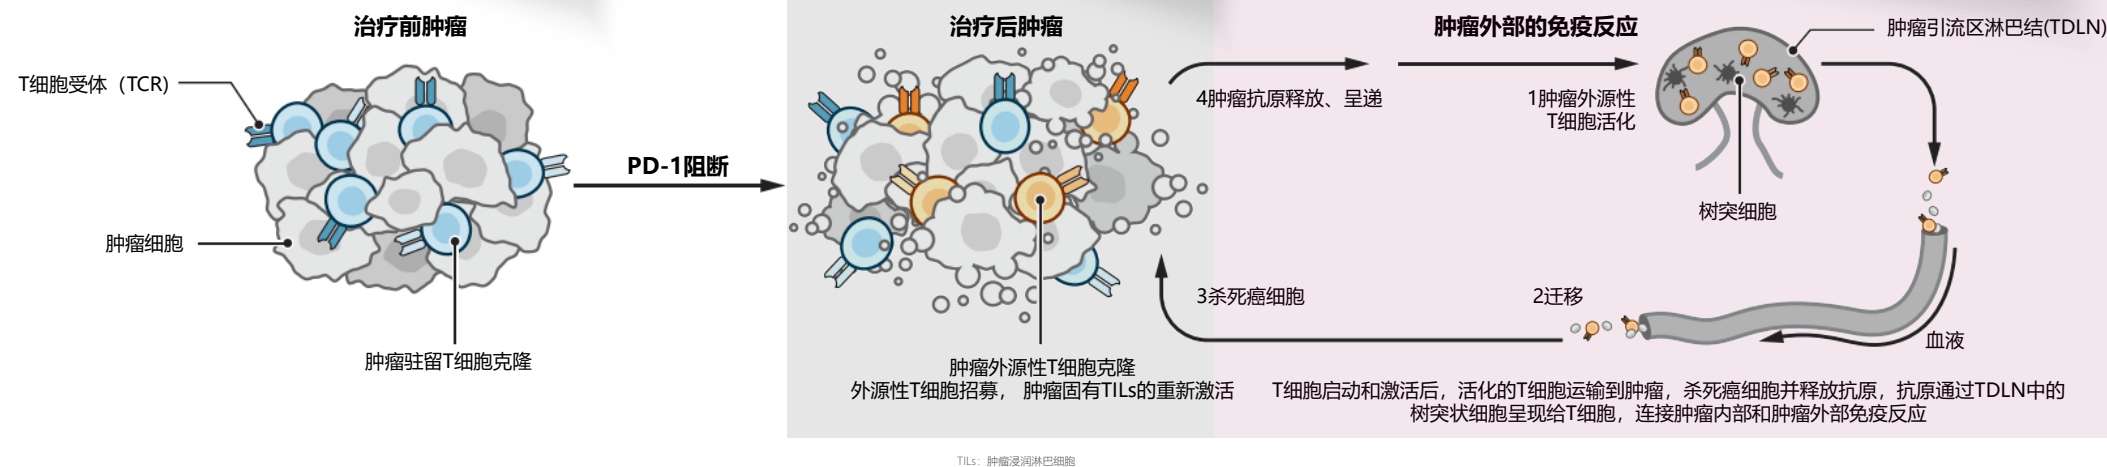 治疗前肿瘤
T细胞受体（TCR)
肿瘤细胞
肿瘤驻留T细胞克隆
PD-1阻断
治疗后肿瘤
肿瘤外源性T细胞克隆
外源性T细胞招募， 肿瘤固有TILs的重新激活
肿瘤外部的免疫反应
肿瘤引流区淋巴结(TDLN)
4肿瘤抗原释放、呈递
1肿瘤外源性
T细胞活化
树突细胞
3杀死癌细胞
2迁移
血液
T细胞启动和激活后，活化的T细胞运输到肿瘤，杀死癌细胞并释放抗原，抗原通过TDLN中的
树突状细胞呈现给T细胞，连接肿瘤内部和肿瘤外部免疫反应
TILs：肿瘤浸润淋巴细胞